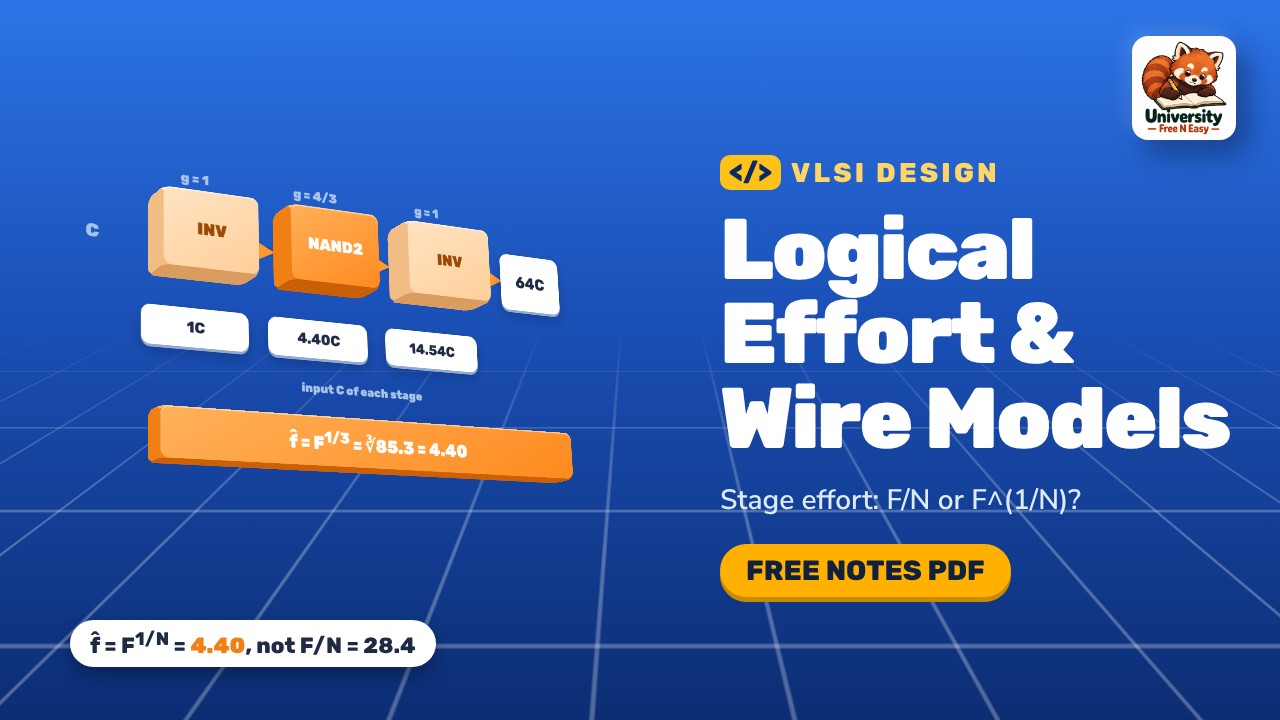 University
Free N Easy
</> VLSI DESIGN
Logical
Effort &
Wire Models
Stage effort: F/N or F^(1/N)?
FREE NOTES PDF
g = 1
g = 4/3
g = 1
C
INV
NAND2
INV
64C
1C
4.40C
14.54C
input C of each stage
f̂ = F^1/3 = ∛85.3 = 4.40
f̂ = F^1/N = 4.40, not F/N = 28.4